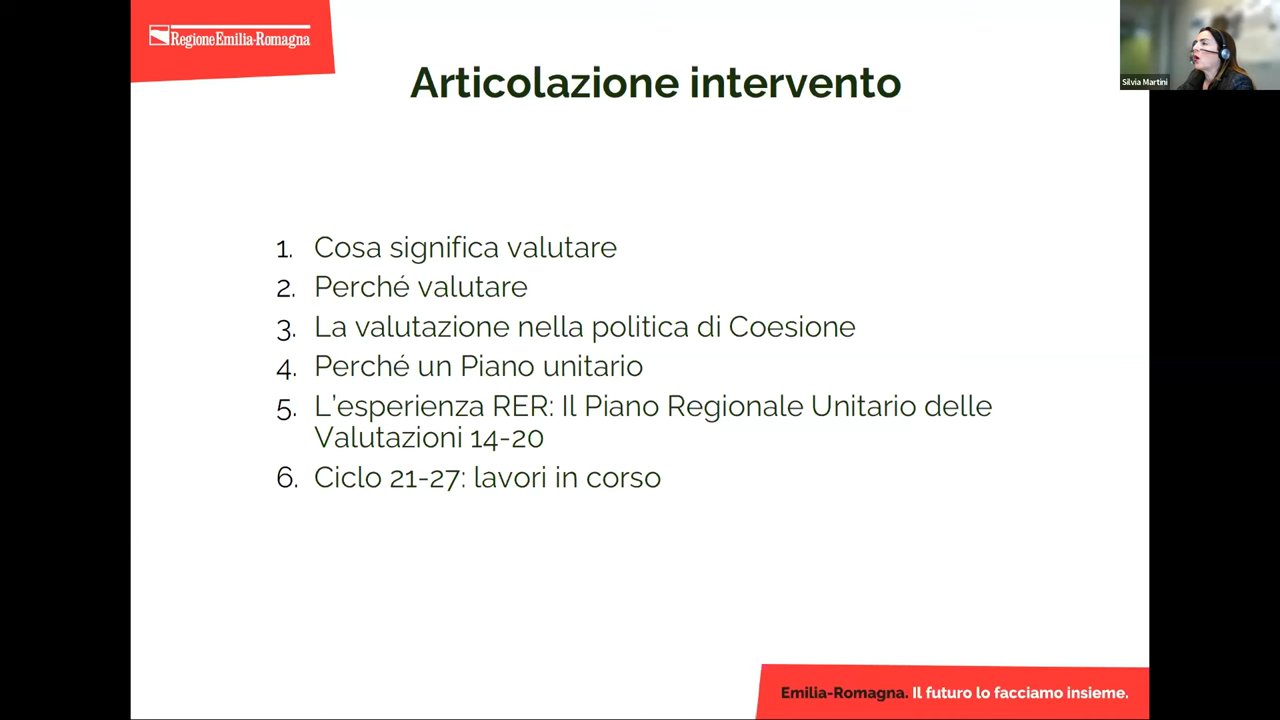 RegioneEmilia-Romagna
Articolazione intervento
Silvia Martini
1. Cosa significa valutare
2. Perché valutare
3. La valutazione nella politica di Coesione
4. Perché un Piano unitario
5. L'esperienza RER: Il Piano Regionale Unitario delle
Valutazioni 14-20
6. Ciclo 21-27: lavori in corso
Emilia-Romagna. Il futuro lo facciamo insieme.